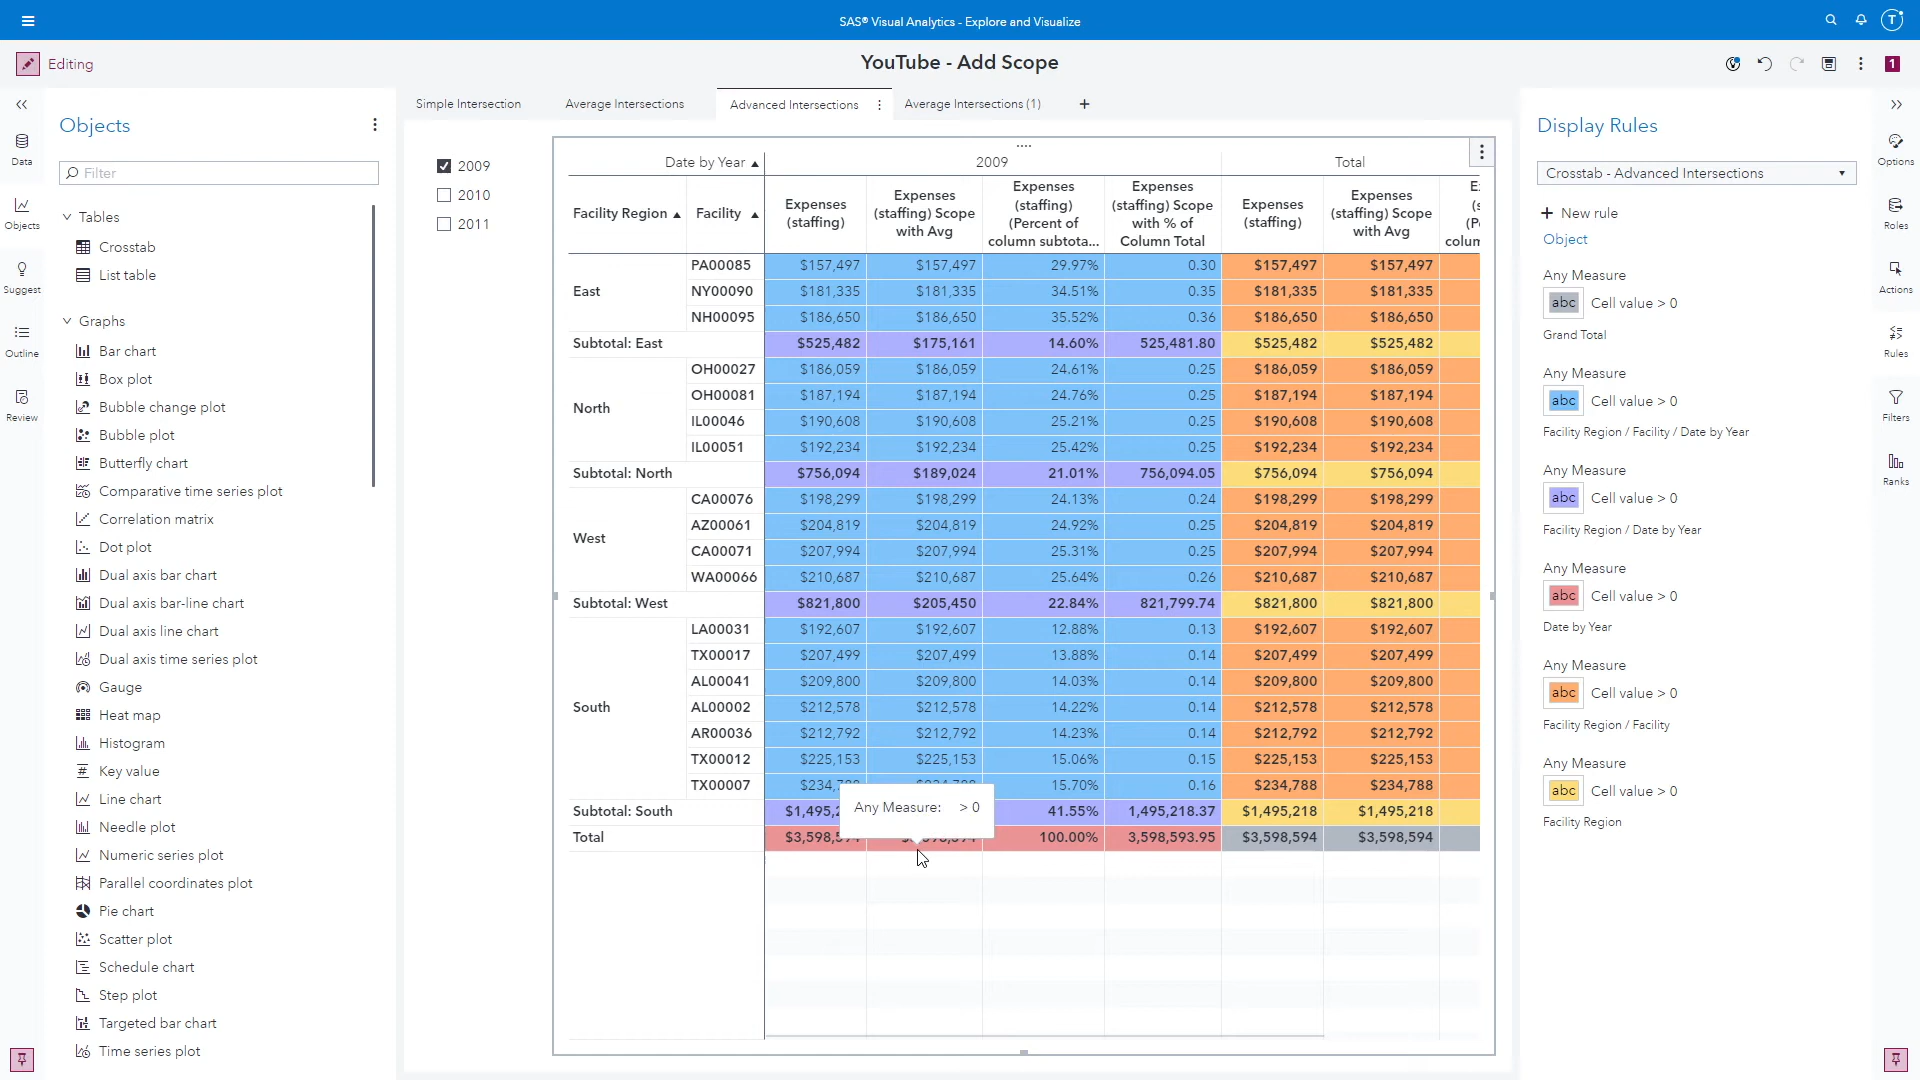 SAS® Visual Analytics - Explore and Visualize
T
Editing
YouTube - Add Scope
1
Simple Intersection
Average Intersections
Advanced Intersections
Average Intersections (1)
Data
Objects
Suggest
Outline
Review
Objects
Filter
Tables
Crosstab
List table
Graphs
Bar chart
Box plot
Bubble change plot
Bubble plot
Butterfly chart
Comparative time series plot
Correlation matrix
Dot plot
Dual axis bar chart
Dual axis bar-line chart
Dual axis line chart
Dual axis time series plot
Gauge
Heat map
Histogram
Key value
Line chart
Needle plot
Numeric series plot
Parallel coordinates plot
Pie chart
Scatter plot
Schedule chart
Step plot
Targeted bar chart
Time series plot
2009
2010
2011
Date by Year 2009 Total
Facility Region Facility
Expenses
(staffing)
Expenses
(staffing) Scope
with Avg
Expenses
(staffing)
(Percent of
column subtota...
Expenses
(staffing) Scope
with % of
Column Total
Expenses
(staffing)
Expenses
(staffing) Scope
with Avg
colum
East
PA00085 $157,497 $157,497 29.97% 0.30 $157,497 $157,497
NY00090 $181,335 $181,335 34.51% 0.35 $181,335 $181,335
NH00095 $186,650 $186,650 35.52% 0.36 $186,650 $186,650
Subtotal: East $525,482 $175,161 14.60% 525,481.80 $525,482 $525,482
North
OH00027 $186,059 $186,059 24.61% 0.25 $186,059 $186,059
OH00081 $187,194 $187,194 24.76% 0.25 $187,194 $187,194
IL00046 $190,608 $190,608 25.21% 0.25 $190,608 $190,608
IL00051 $192,234 $192,234 25.42% 0.25 $192,234 $192,234
Subtotal: North $756,094 $189,024 21.01% 756,094.05 $756,094 $756,094
West
CA00076 $198,299 $198,299 24.13% 0.24 $198,299 $198,299
AZ00061 $204,819 $204,819 24.92% 0.25 $204,819 $204,819
CA00071 $207,994 $207,994 25.31% 0.25 $207,994 $207,994
WA00066 $210,687 $210,687 25.64% 0.26 $210,687 $210,687
Subtotal: West $821,800 $205,450 22.84% 821,799.74 $821,800 $821,800
South
LA00031 $192,607 $192,607 12.88% 0.13 $192,607 $192,607
TX00017 $207,499 $207,499 13.88% 0.14 $207,499 $207,499
AL00041 $209,800 $209,800 14.03% 0.14 $209,800 $209,800
AL00002 $212,578 $212,578 14.22% 0.14 $212,578 $212,578
AR00036 $212,792 $212,792 14.23% 0.14 $212,792 $212,792
TX00012 $225,153 $225,153 15.06% 0.15 $225,153 $225,153
TX00007 15.70% 0.16 $234,788 $234,788
Subtotal: South 41.55% 1,495,218.37 $1,495,218 $1,495,218
Total 100.00% 3,598,593.95 $3,598,594 $3,598,594
Any Measure: > 0
Display Rules
Crosstab - Advanced Intersections
New rule
Object
Any Measure
abc Cell value > 0
Grand Total
Any Measure
abc Cell value > 0
Facility Region / Facility / Date by Year
Any Measure
abc Cell value > 0
Facility Region / Date by Year
Any Measure
abc Cell value > 0
Date by Year
Any Measure
abc Cell value > 0
Facility Region / Facility
Any Measure
abc Cell value > 0
Facility Region
Options
Roles
Actions
Rules
Filters
Ranks